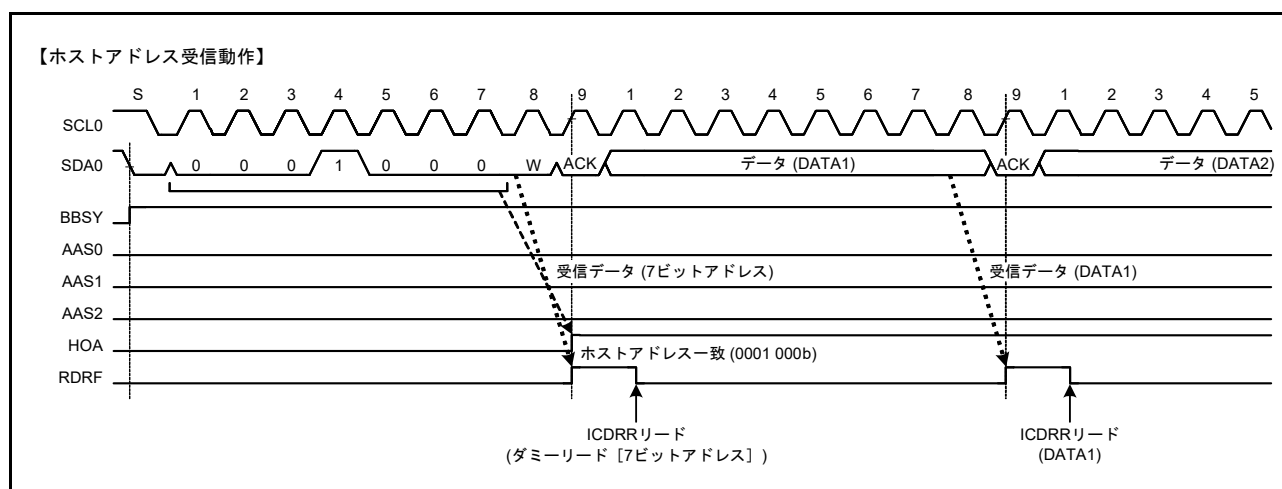 【ホストアドレス受信動作】
S 1 2 3 4 5 6 7 8 9 1 2 3 4 5 6 7 8 9 1 2 3 4 5
SCL0
SDA0 0 0 0 1 0 0 0 W ACK データ (DATA1) ACK データ (DATA2)
BBSY
AAS0
AAS1 受信データ (7ビットアドレス) 受信データ (DATA1)
AAS2
HOA
ホストアドレス一致 (0001 000b)
RDRF
ICDRRリード ICDRRリード
(ダミーリード [7ビットアドレス] ) (DATA1)